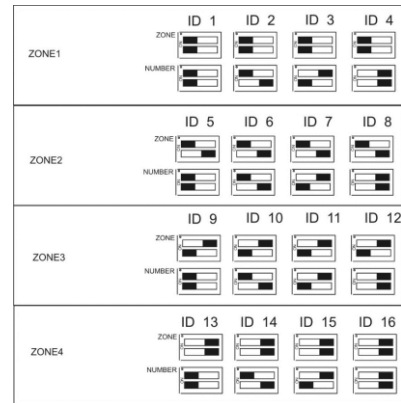 ID 1 ID 2 ID 3 ID 4
ZONE
ZONE1
NUMBER
ID 5 ID 6 ID 7 ID 8
ZONE
ZONE2
NUMBER
ID 9 ID 10 ID 11 ID 12
ZONE
ZONE3
NUMBER
ID 13 ID 14 ID 15 ID 16
ZONE
ZONE4
NUMBER